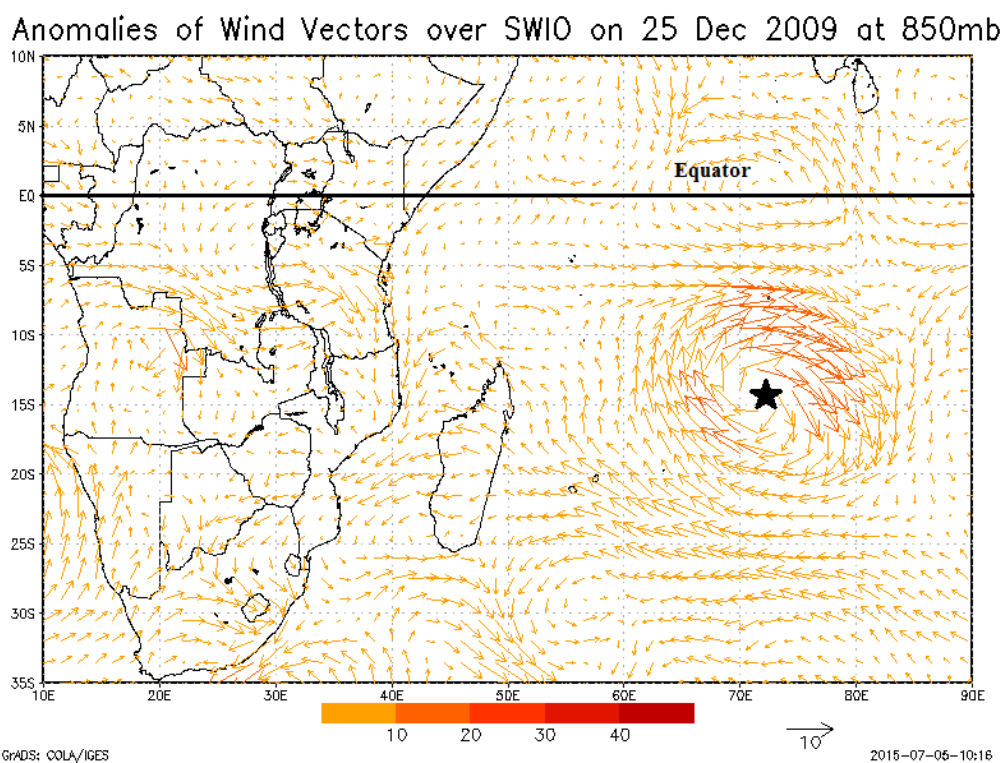 Anomalies of Wind Vectors over SWIO on 25 Dec 2009 at 850mb
10N
5N
Equator
EQ
5S
10S
15S
20S
25S
30S
35S
10E 20E 30E 40E 50E 60E 70E 80E 90E
10 20 30 40
10
GrADS: COLA/IGES 2015-07-05-10:16